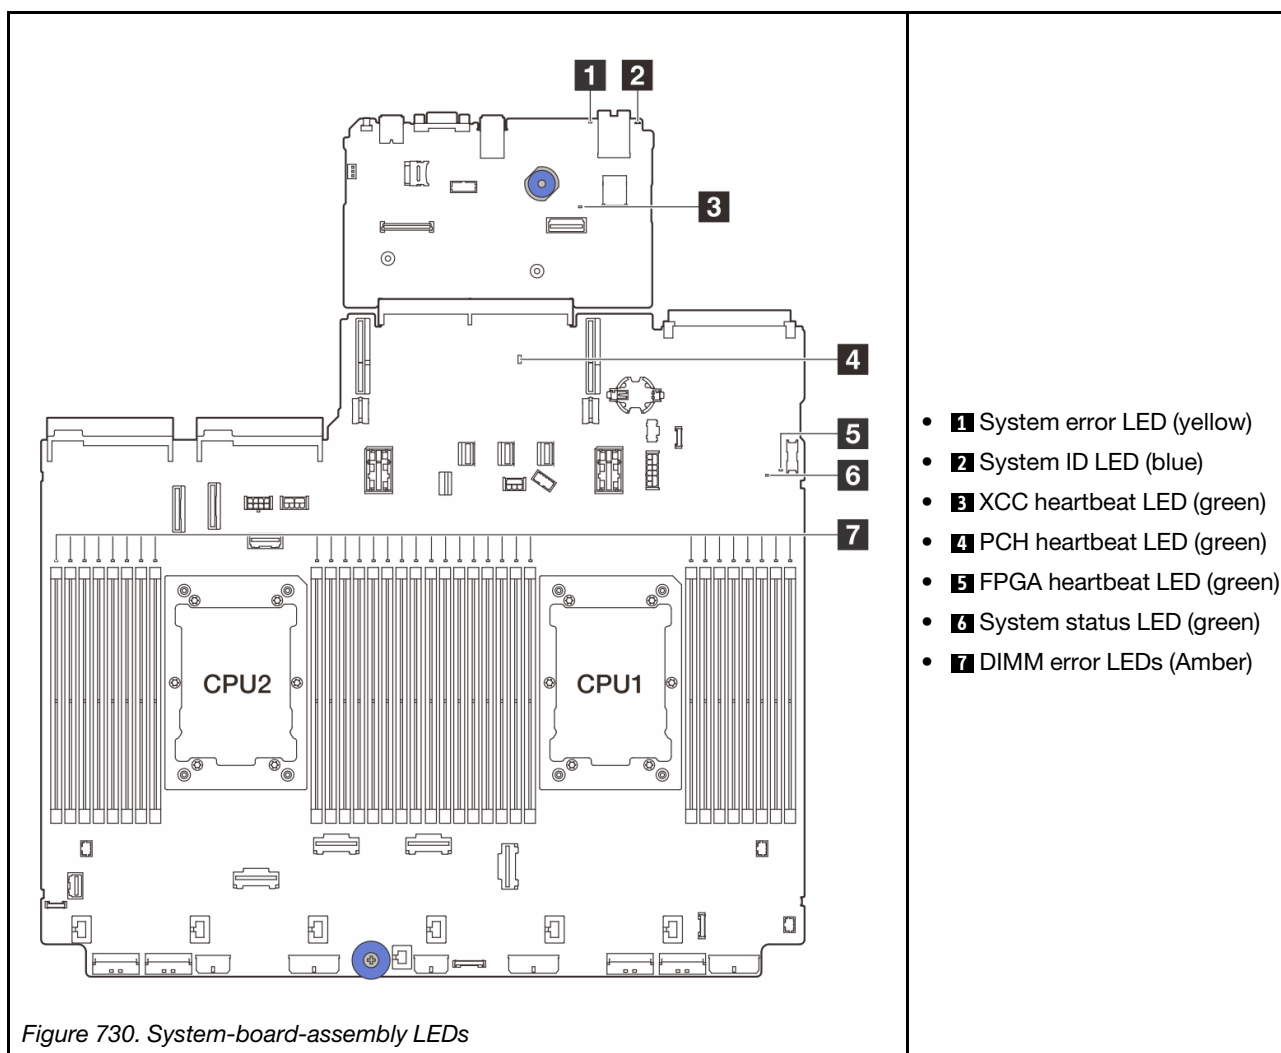 1
2
3
4
5
6
7
CPU2
CPU1
Figure 730. System-board-assembly LEDs
• 1 System error LED (yellow)
• 2 System ID LED (blue)
• 3 XCC heartbeat LED (green)
• 4 PCH heartbeat LED (green)
• 5 FPGA heartbeat LED (green)
• 6 System status LED (green)
• 7 DIMM error LEDs (Amber)